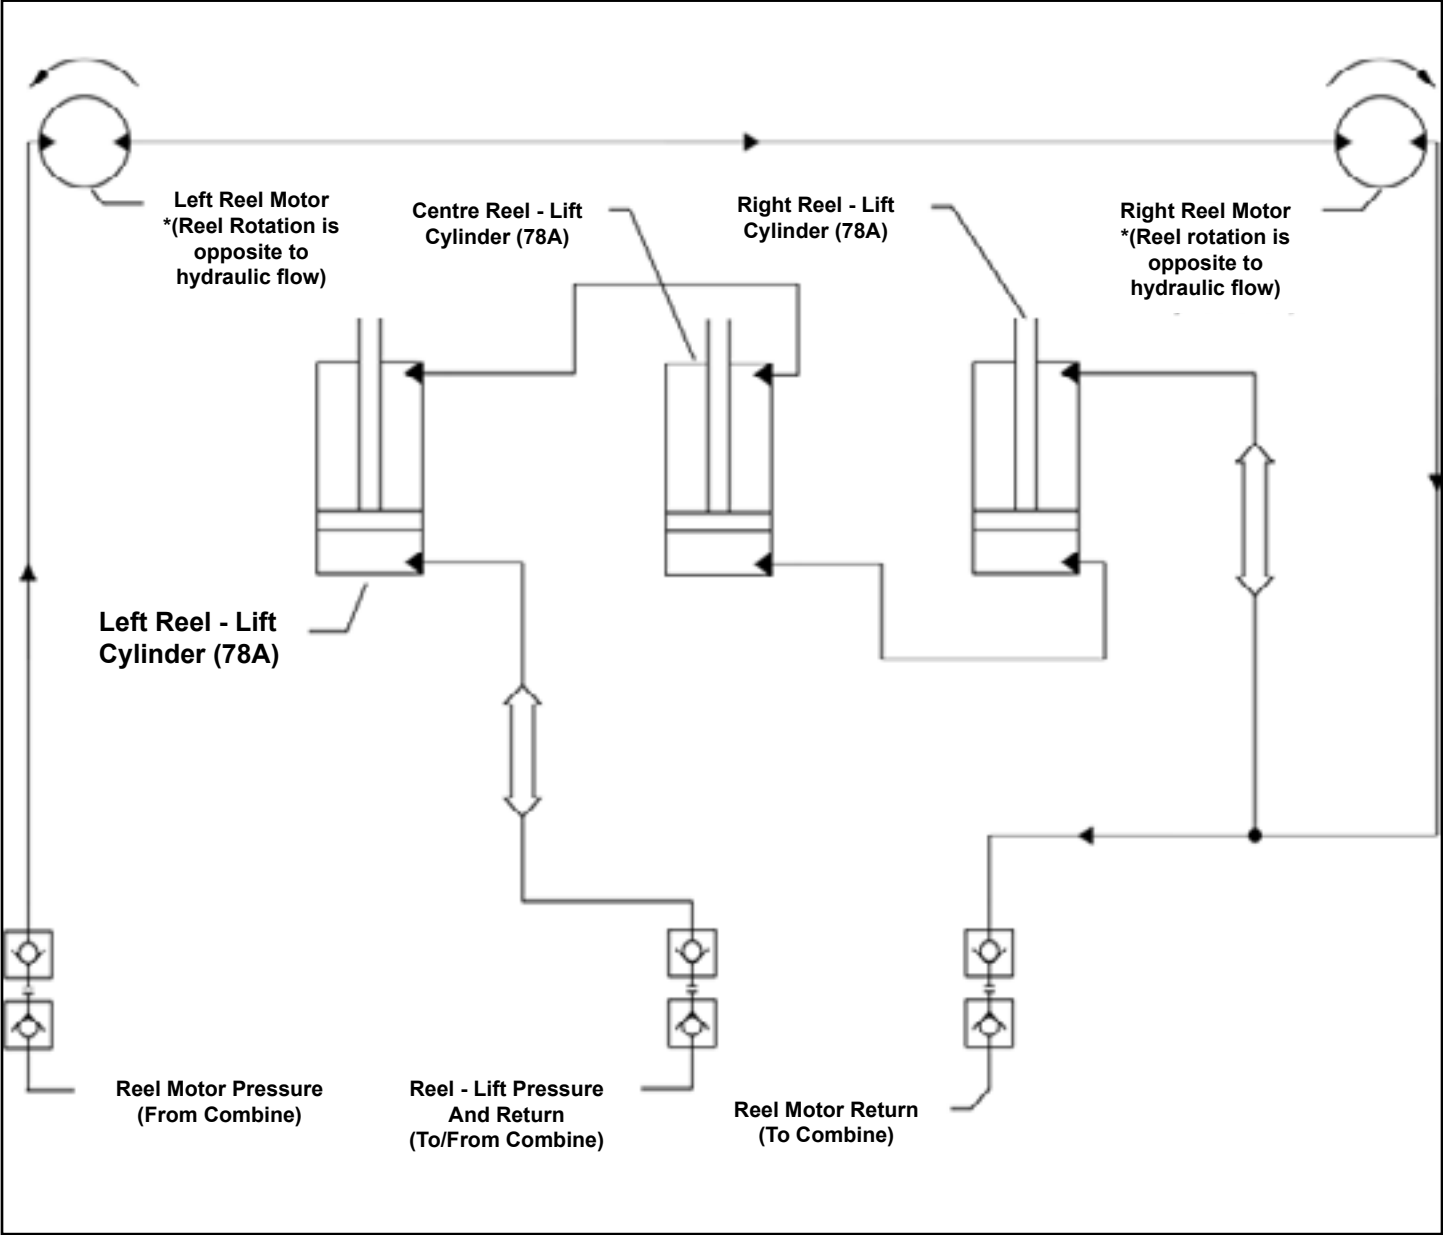 Left Reel Motor
*(Reel Rotation is
opposite to
hydraulic flow)
Centre Reel - Lift
Cylinder (78A)
Right Reel - Lift
Cylinder (78A)
Right Reel Motor
*(Reel rotation is
opposite to
hydraulic flow)
Left Reel - Lift
Cylinder (78A)
Reel Motor Pressure
(From Combine)
Reel - Lift Pressure
And Return
(To/From Combine)
Reel Motor Return
(To Combine)